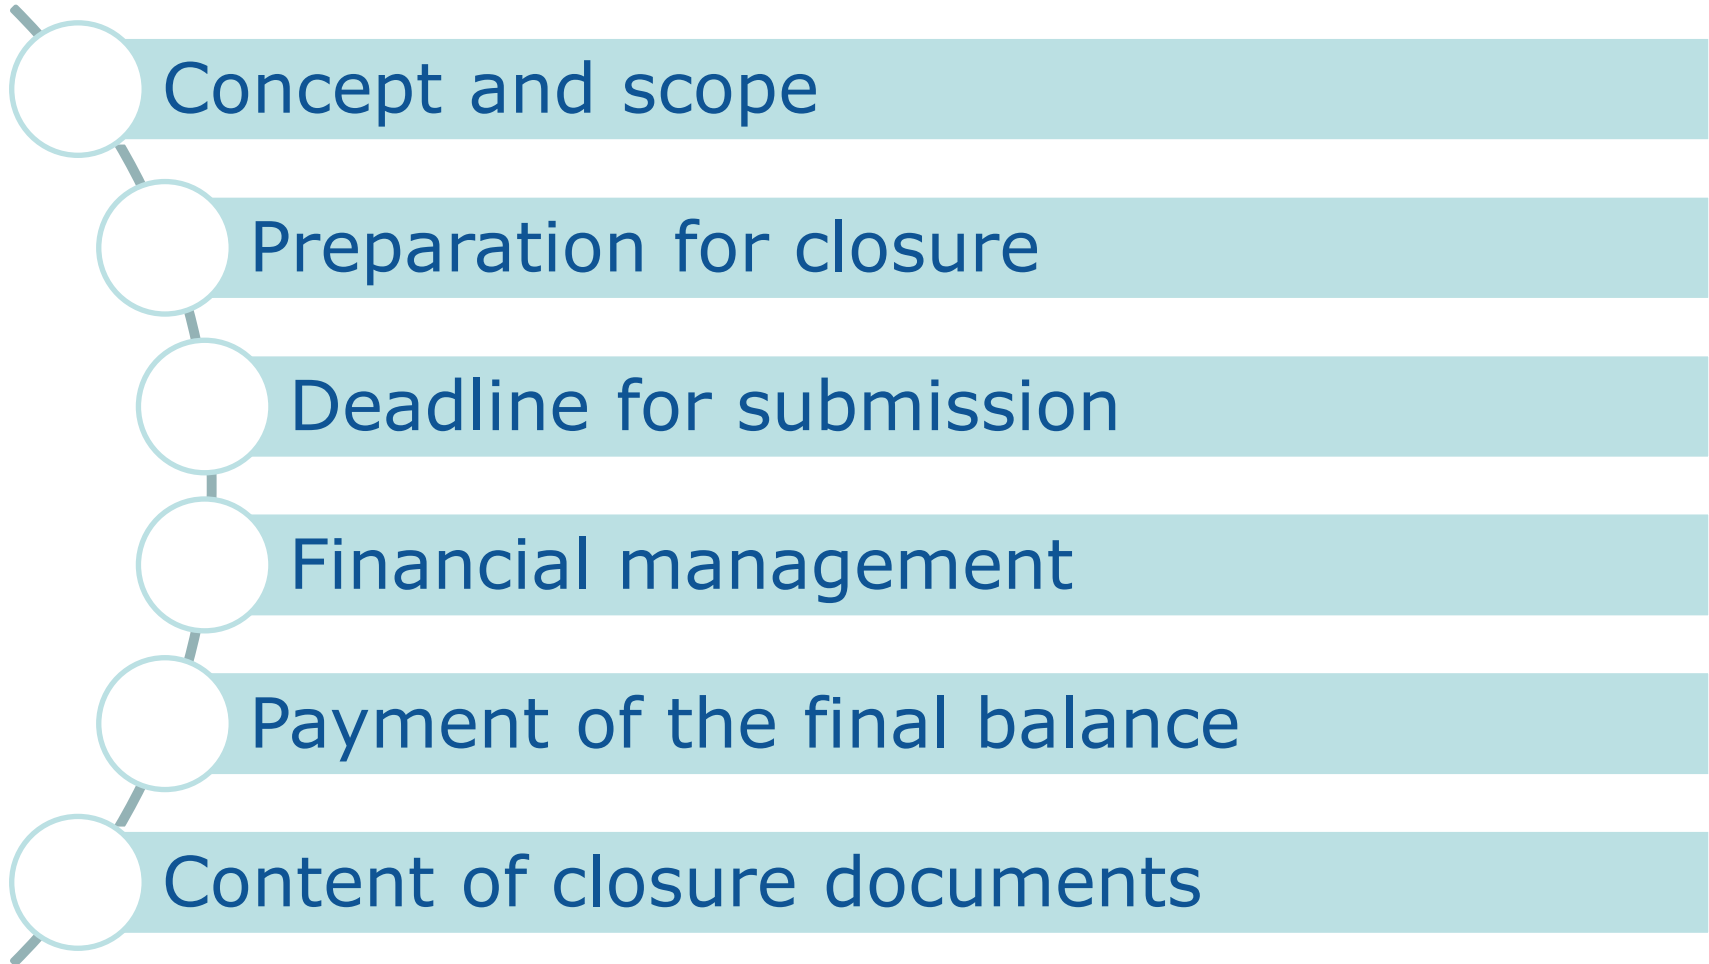 Concept and scope
Preparation for closure
Deadline for submission
Financial management
Payment of the final balance
Content of closure documents